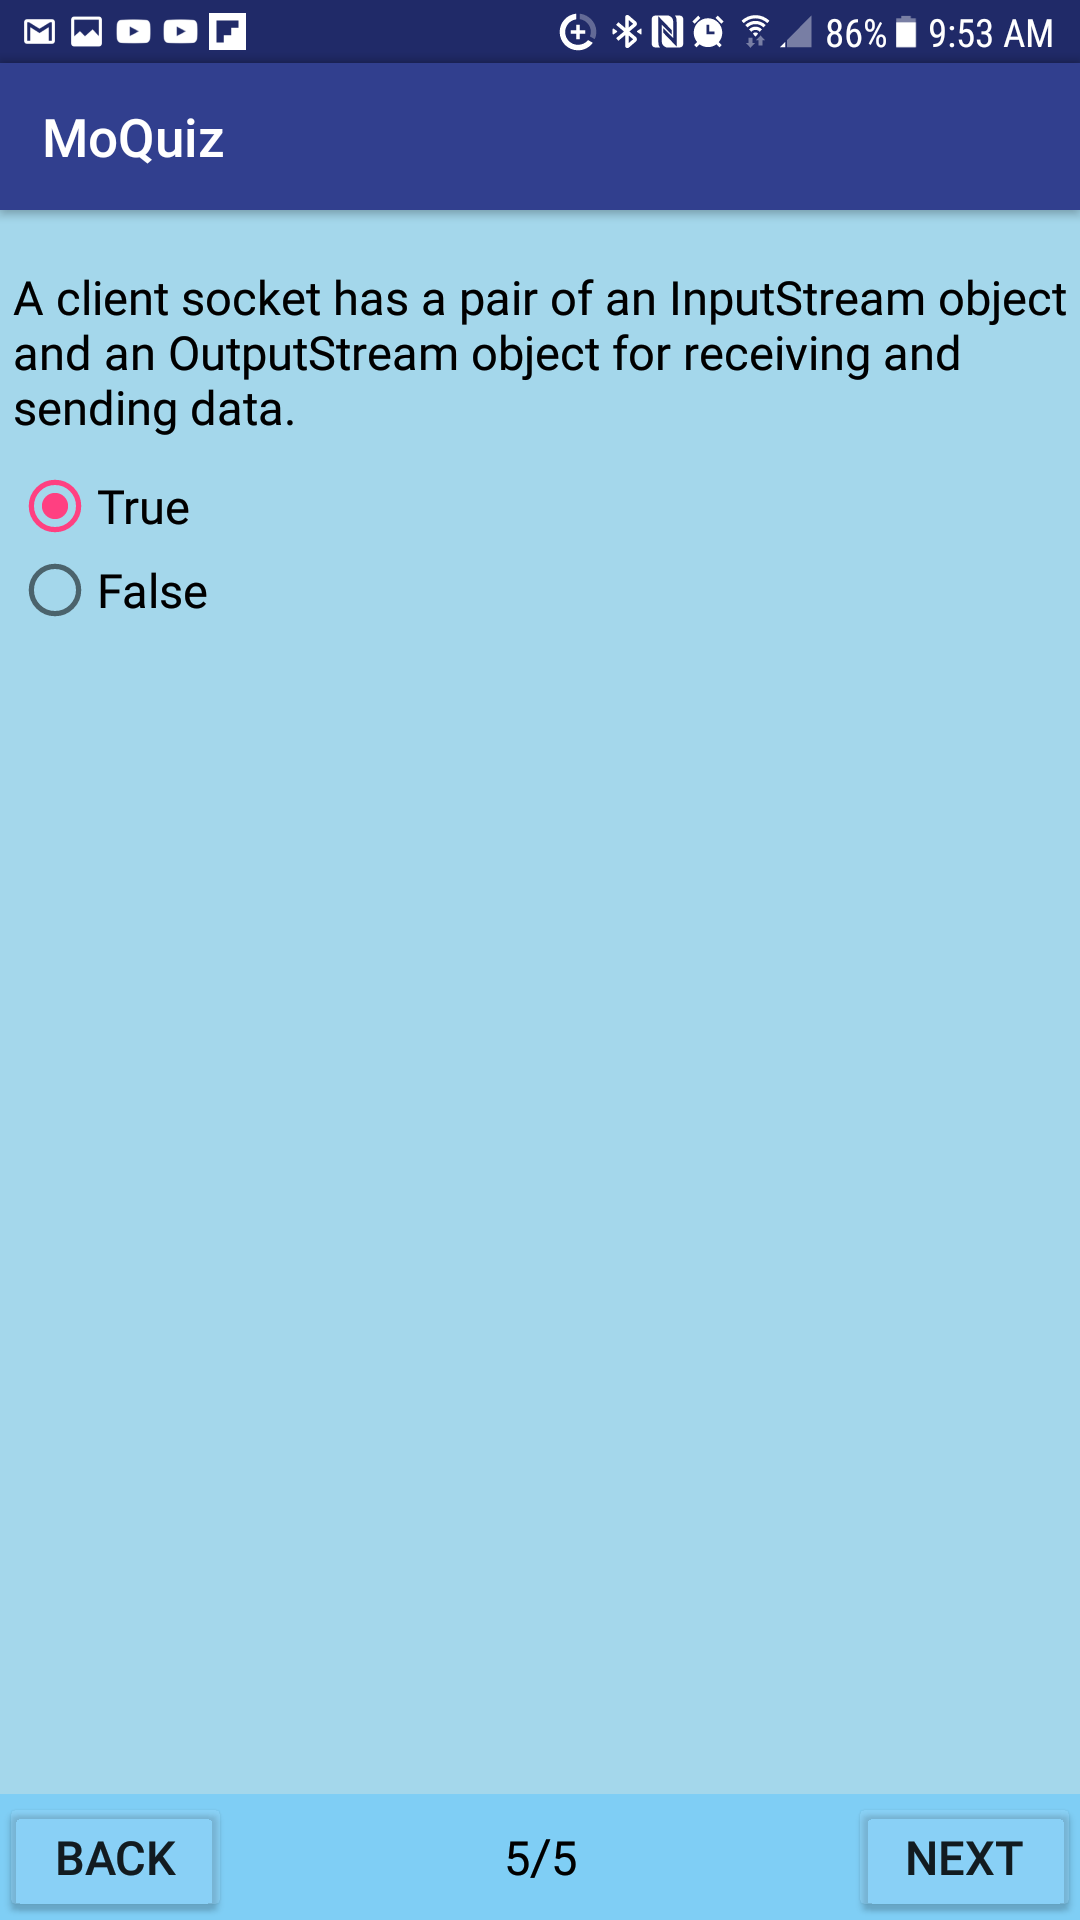 86% 9:53 AM
MoQuiz
A client socket has a pair of an InputStream object
and an OutputStream object for receiving and
sending data.
True
False
BACK 5/5 NEXT